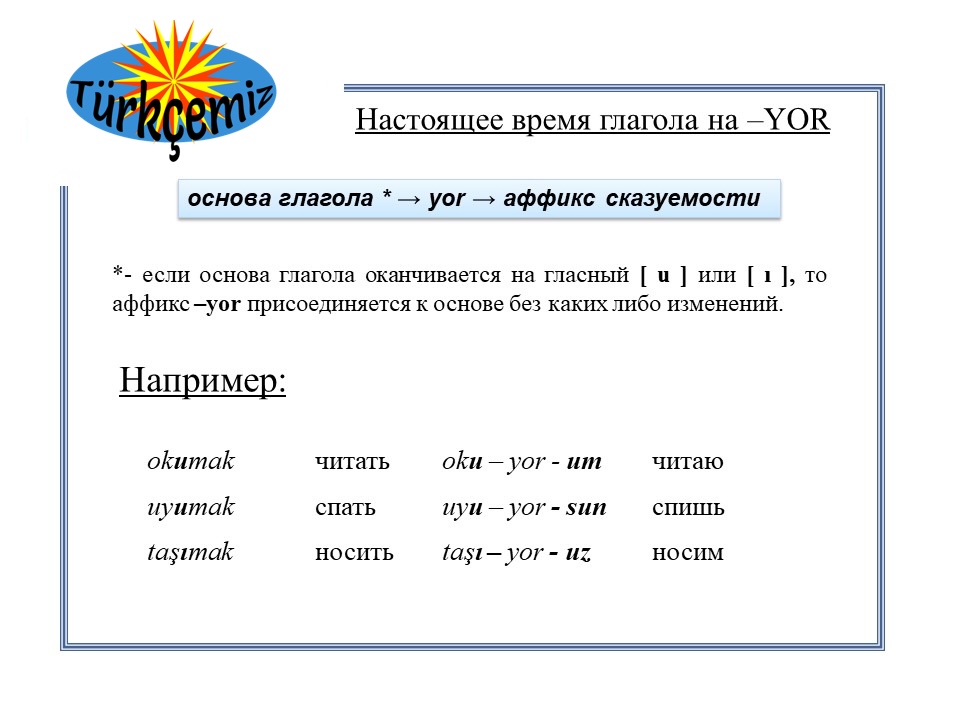 Türkçemiz
Настоящее время глагола на –YOR
основа глагола * → yor → аффикс сказуемости
*- если основа глагола оканчивается на гласный [ u ] или [ ı ], то
аффикс –yor присоединяется к основе без каких либо изменений.
Например:
okumak читать oku – yor - um читаю
uyumak спать uyu – yor - sun спишь
taşımak носить taşı – yor - uz носим